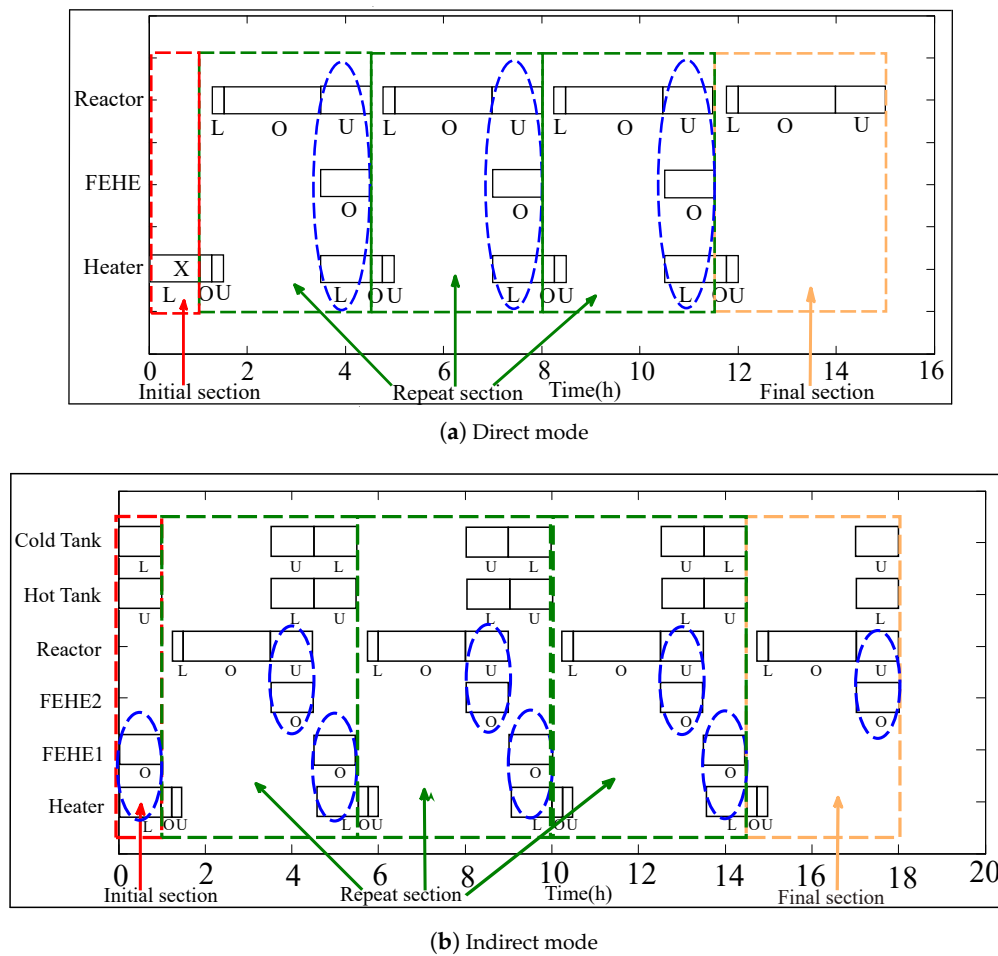 Reactor
L O U L O U L O U L O U
FEHE
O O O
Heater
X
L O U L O U L O U L O U
0 2 4 6 8 10 12 14 16
Initial section Repeat section Time(h) Final section
(a) Direct mode
Cold Tank
L U L U L U L U
Hot Tank
U L U L U L U L
Reactor
L O U L O U L O U L O U
FEHE2
O O O O
FEHE1
O O O O
Heater
L O U L O U L O U L O U
0 2 4 6 8 10 12 14 16 18 20
Initial section Repeat section Time(h) Final section
(b) Indirect mode